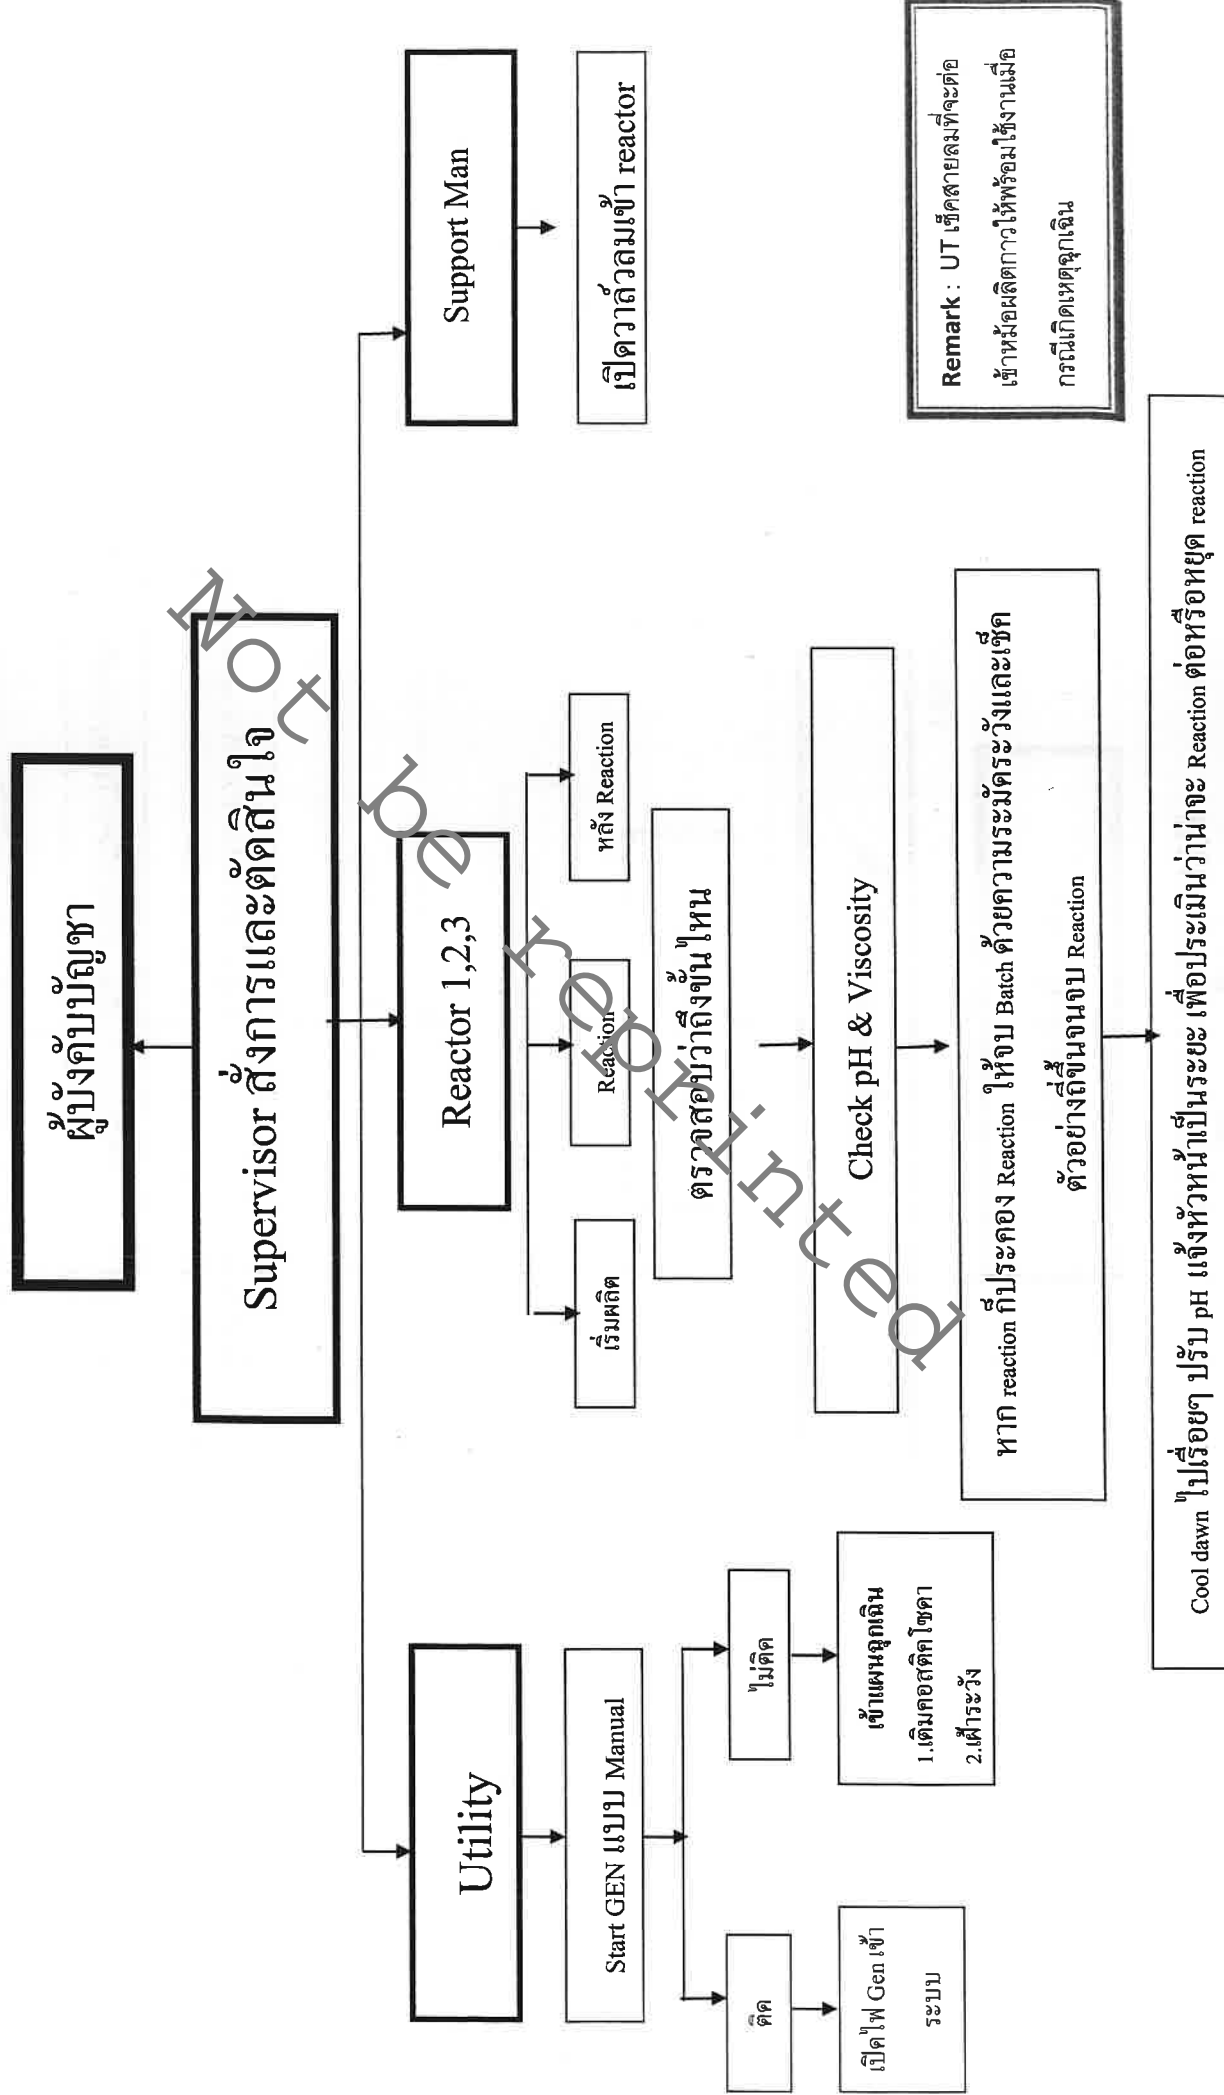 ผู้บังคับบัญชา
Supervisor สั่งการและตัดสินใจ
Utility
Reactor 1,2,3
Support Man
Start GEN แบบ Manual
เริ่มผลิต
Reaction
หลัง Reaction
เปิดวาล์วลมเข้า reactor
ตรวจสอบว่าถึงขั้นไหน
ติด
ไม่ติด
Check pH & Viscosity
เปิดไฟ Gen เข้า
ระบบ
เข้าแผนฉุกเฉิน
1.เติมคอสติคโซดา
2.เฝ้าระวัง
หาก reaction ก็ประคอง Reaction ให้จบ Batch ด้วยความระมัดระวังและเช็ค
ตัวอย่างถี่ขึ้นจนจบ Reaction
Remark : UT เช็คสายลมที่จะต่อ
เข้าหม้อผลิตกาวให้พร้อมใช้งานเมื่อ
กรณีเกิดเหตุฉุกเฉิน
Cool dawn ไปเรื่อยๆ ปรับ pH แจ้งหัวหน้าเป็นระยะ เพื่อประเมินว่าน่าจะ Reaction ต่อหรือหยุด reaction
Not be reprinted